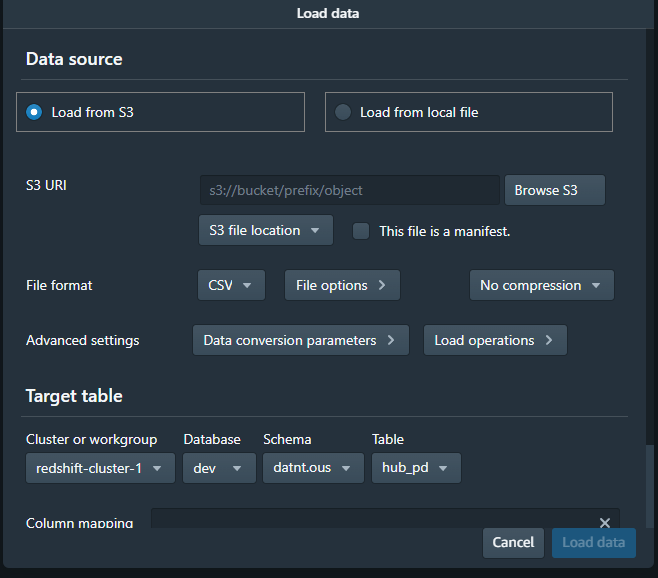 Load data
Data source
Load from S3
Load from local file
S3 URI
s3://bucket/prefix/object
Browse S3
S3 file location
This file is a manifest.
File format
CSV
File options
No compression
Advanced settings
Data conversion parameters
Load operations
Target table
Cluster or workgroup
Database
Schema
Table
redshift-cluster-1
dev
datnt.ous
hub_pd
Column mapping
Cancel
Load data